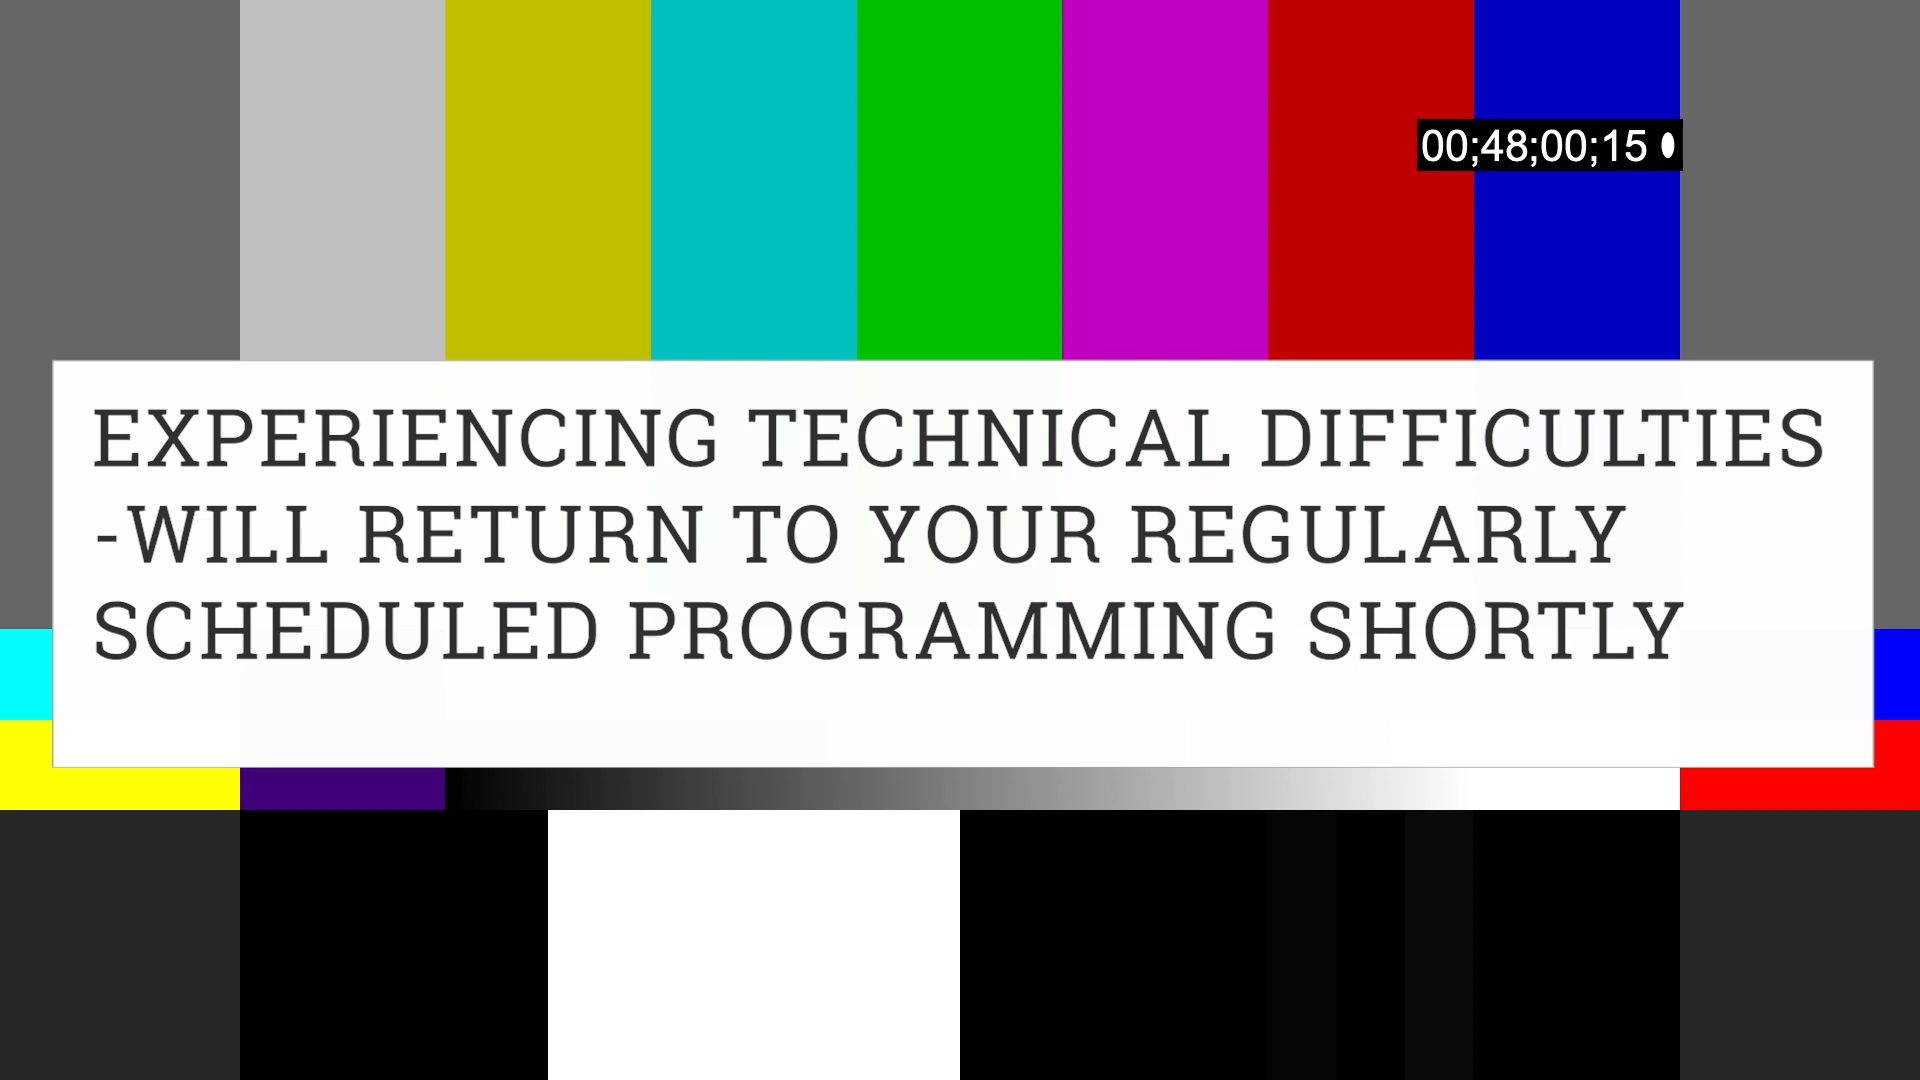 00;48;00;15
EXPERIENCING TECHNICAL DIFFICULTIES
-WILL RETURN TO YOUR REGULARLY
SCHEDULED PROGRAMMING SHORTLY